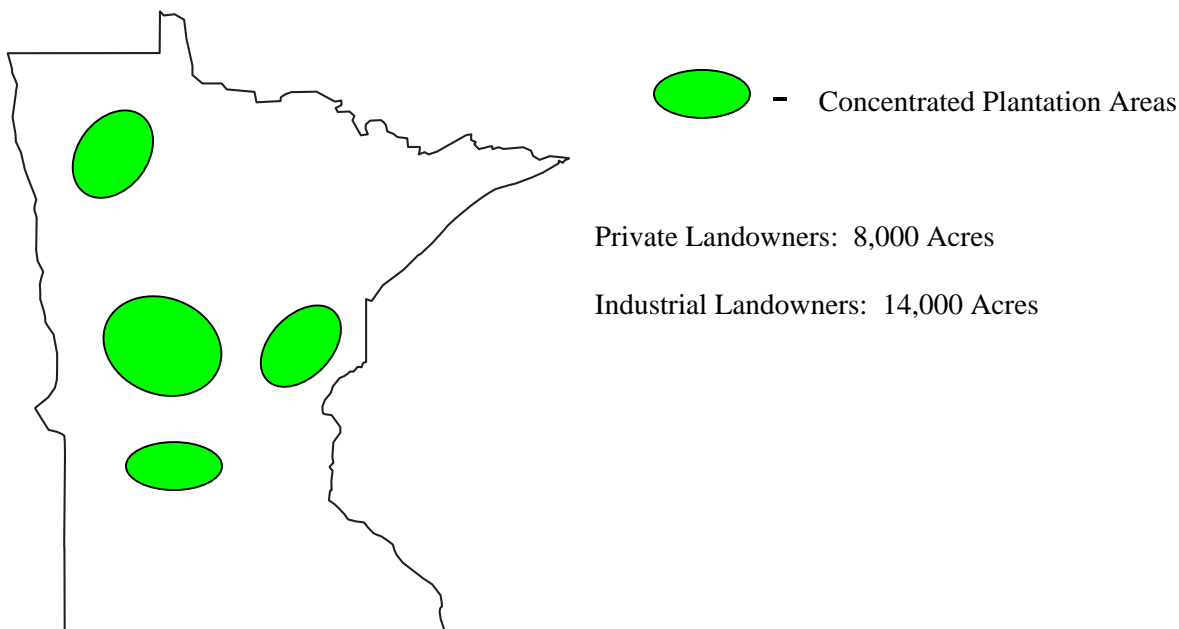 - Concentrated Plantation Areas
Private Landowners: 8,000 Acres
Industrial Landowners: 14,000 Acres